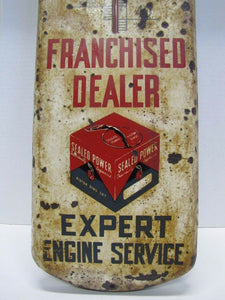 FRANCHISED
DEALER
SEALED POWER
SEALED POWER
EXPERT
ENGINE SERVICE